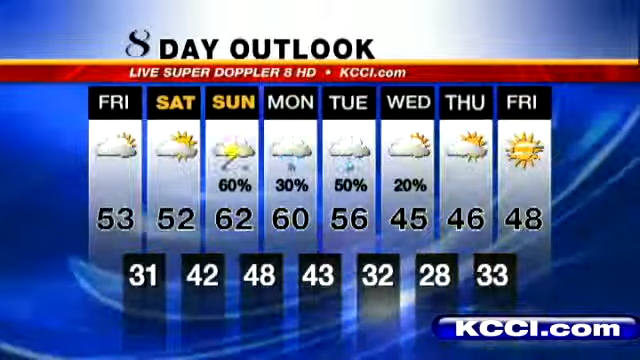 8 DAY OUTLOOK
LIVE SUPER DOPPLER 8 HD • KCCI.com
FRI SAT SUN MON TUE WED THU FRI
60% 30% 50% 20%
53 52 62 60 56 45 46 48
31 42 48 43 32 28 33
KCCI.com